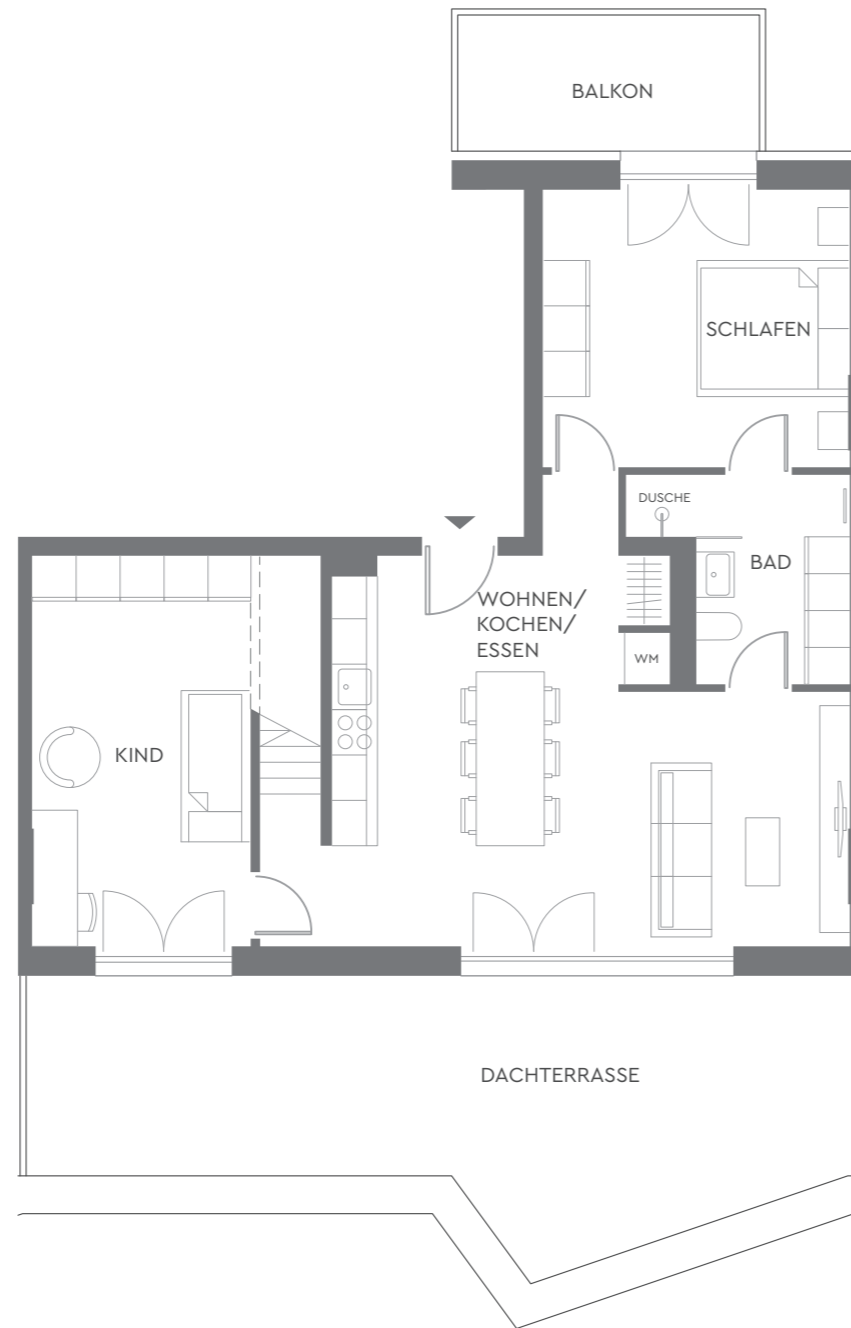 BALKON
SCHLAFEN
DUSCHE
BAD
WOHNEN/
KOCHEN/
ESSEN
WM
KIND
DACHTERRASSE